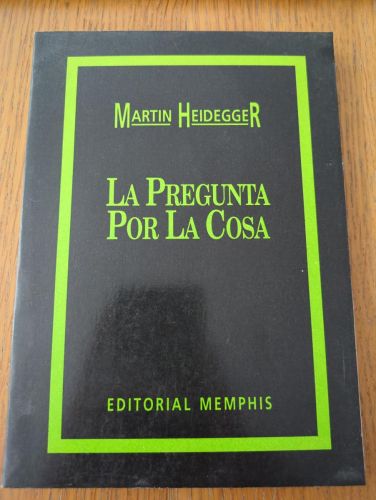 MARTIN HEIDEGGER
LA PREGUNTA
POR LA COSA
EDITORIAL MEMPHIS